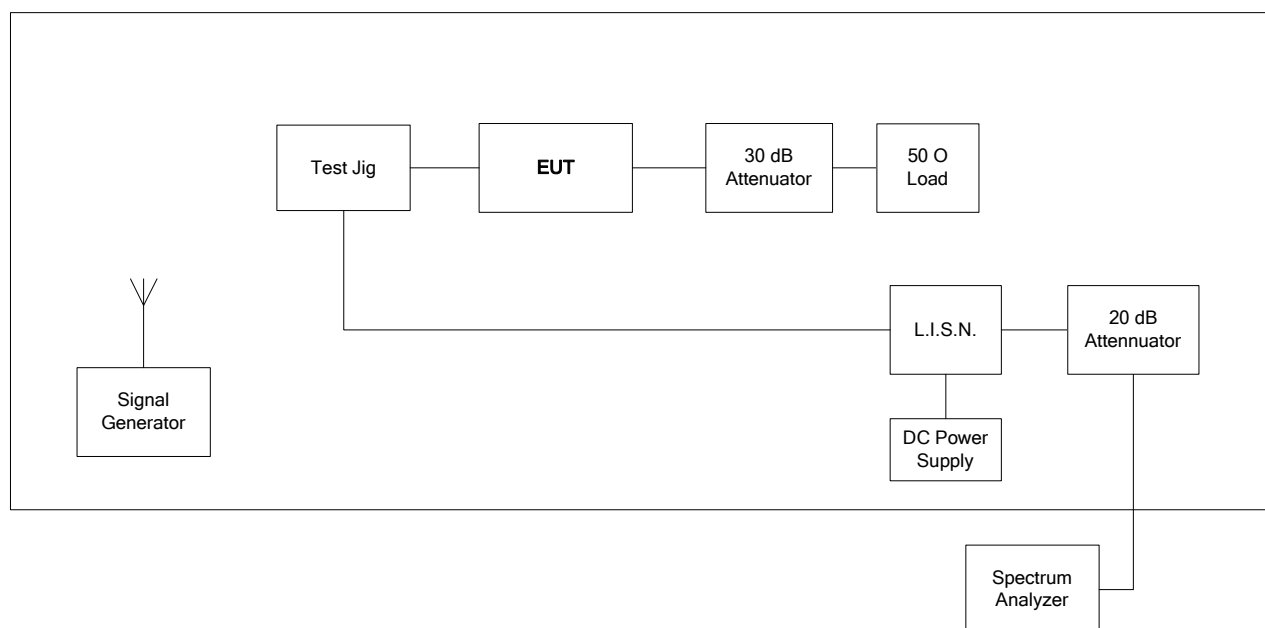 Test Jig
EUT
30 dB
Attenuator
50 O
Load
L.I.S.N.
20 dB
Attennuator
Signal
Generator
DC Power
Supply
Spectrum
Analyzer